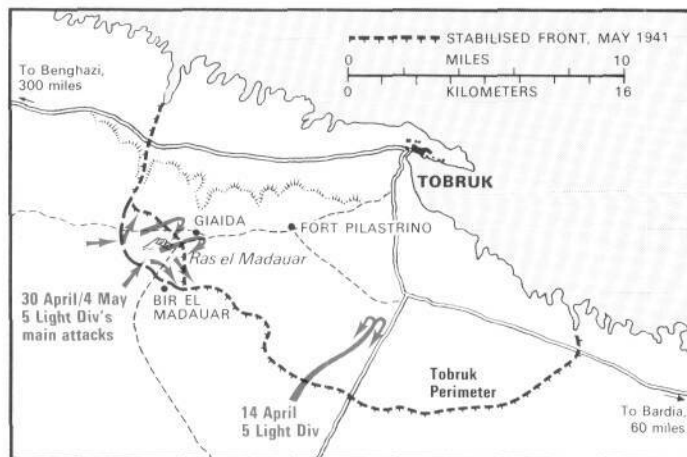 STABILISED FRONT, MAY 1941
0 MILES 10
0 KILOMETERS 16
To Benghazi,
300 miles
TOBRUK
GIAIDA
FORT PILASTRINO
Ras el Madauar
30 April/4 May
5 Light Div's
main attacks
BIR EL
MADAUAR
Tobruk
Perimeter
14 April
5 Light Div
To Bardia,
60 miles